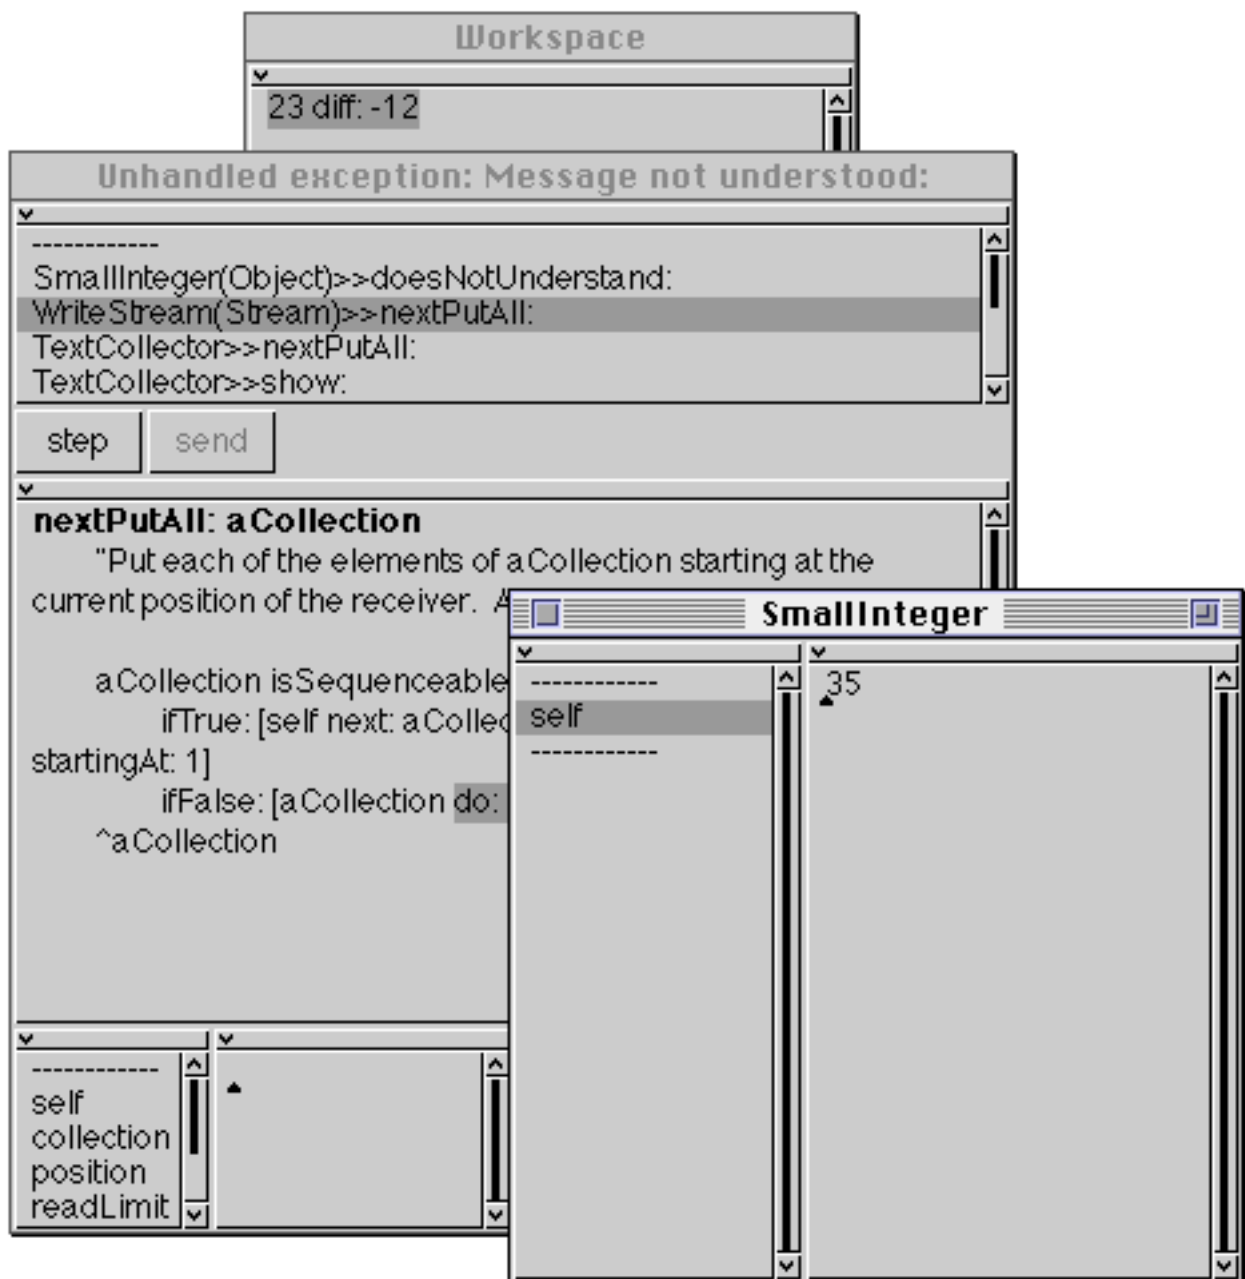 Workspace
23 diff: -12
Unhandled exception: Message not understood:
------------
SmallInteger(Object)>>doesNotUnderstand:
WriteStream(Stream)>>nextPutAll:
TextCollector>>nextPutAll:
TextCollector>>show:
step
send
nextPutAll: aCollection
"Put each of the elements of aCollection starting at the
current position of the receiver.
aCollection isSequenceable
ifTrue: [self next: aCollec
startingAt: 1]
ifFalse: [aCollection do:
^aCollection
------------
self
collection
position
readLimit
SmallInteger
------------
self
------------
35